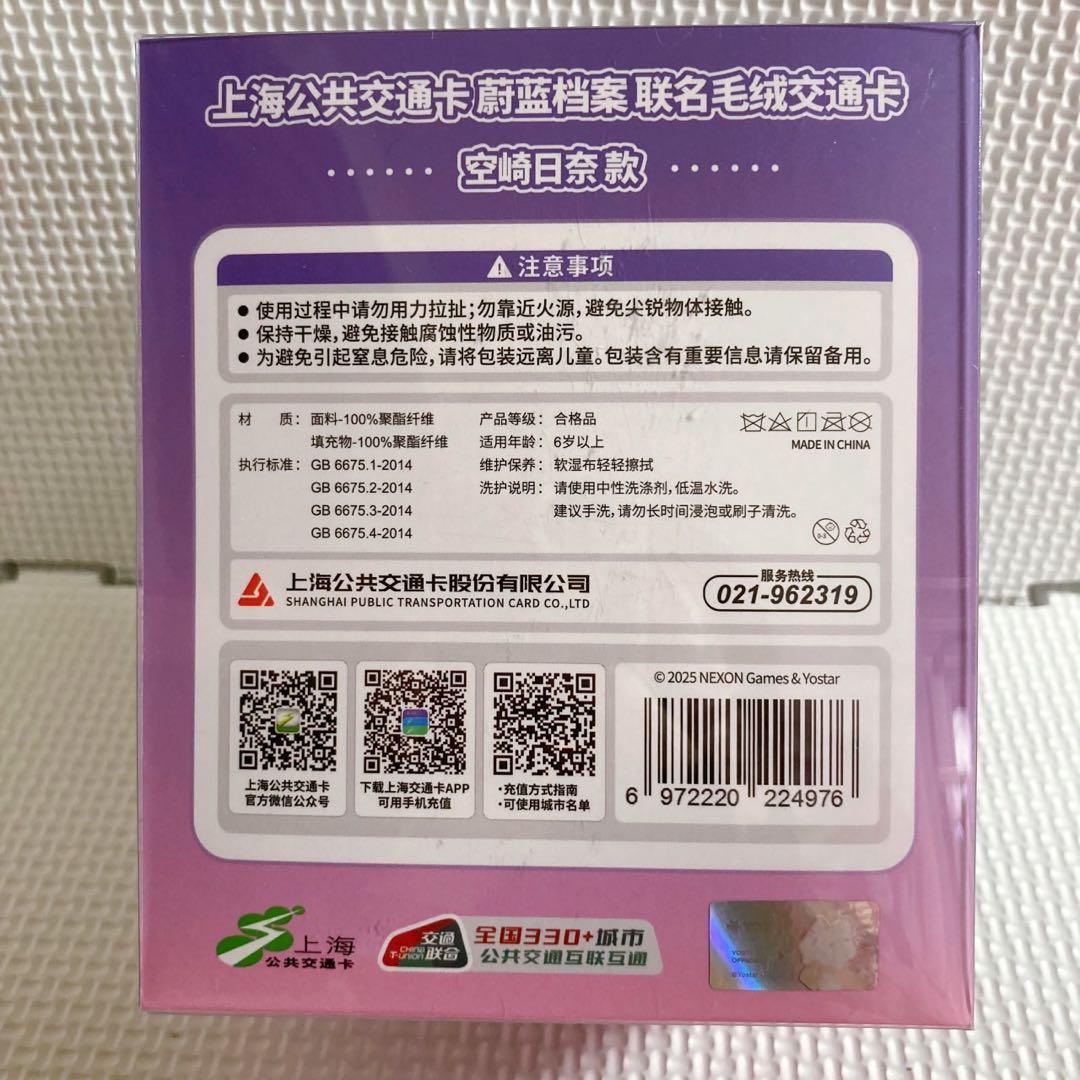 上海公共交通卡 蔚蓝档案 联名毛绒交通卡
空崎日奈 款
注意事项
● 使用过程中请勿用力拉扯;勿靠近火源,避免尖锐物体接触。
● 保持干燥,避免接触腐蚀性物质或油污。
● 为避免引起窒息危险,请将包装远离儿童。包装含有重要信息请保留备用。
材 质: 面料-100%聚酯纤维
填充物-100%聚酯纤维
执行标准: GB 6675.1-2014
GB 6675.2-2014
GB 6675.3-2014
GB 6675.4-2014
产品等级: 合格品
适用年龄: 6岁以上
维护保养: 软湿布轻轻擦拭
洗护说明: 请使用中性洗涤剂,低温水洗。
建议手洗,请勿长时间浸泡或刷子清洗。
MADE IN CHINA
0-3
上海公共交通卡股份有限公司
SHANGHAI PUBLIC TRANSPORTATION CARD CO.,LTD
服务热线
021-962319
上海公共交通卡
官方微信公众号
下载上海交通卡APP
可用手机充值
·充值方式指南
·可使用城市名单
© 2025 NEXON Games & Yostar
6 972220 224976
上海
公共交通卡
交通
联合
China
T-union
全国330+城市
公共交通互联互通